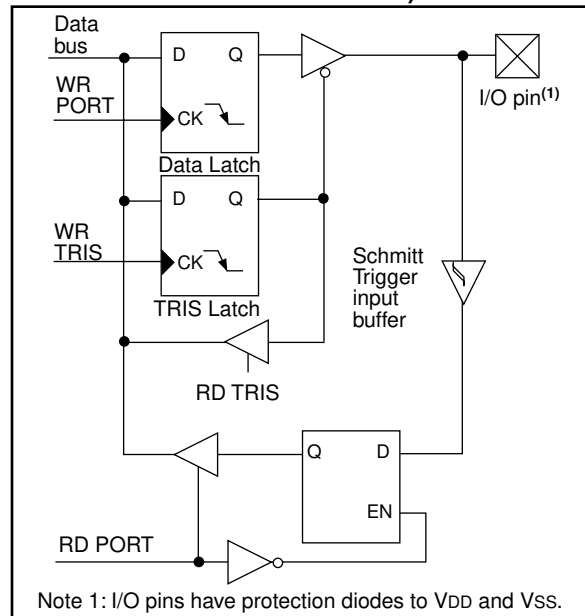 Data
bus
D Q
WR
PORT
CK
I/O pin(1)
Data Latch
D Q
WR
TRIS
CK
TRIS Latch
Schmitt
Trigger
input
buffer
RD TRIS
Q D
EN
RD PORT
Note 1: I/O pins have protection diodes to VDD and VSS.